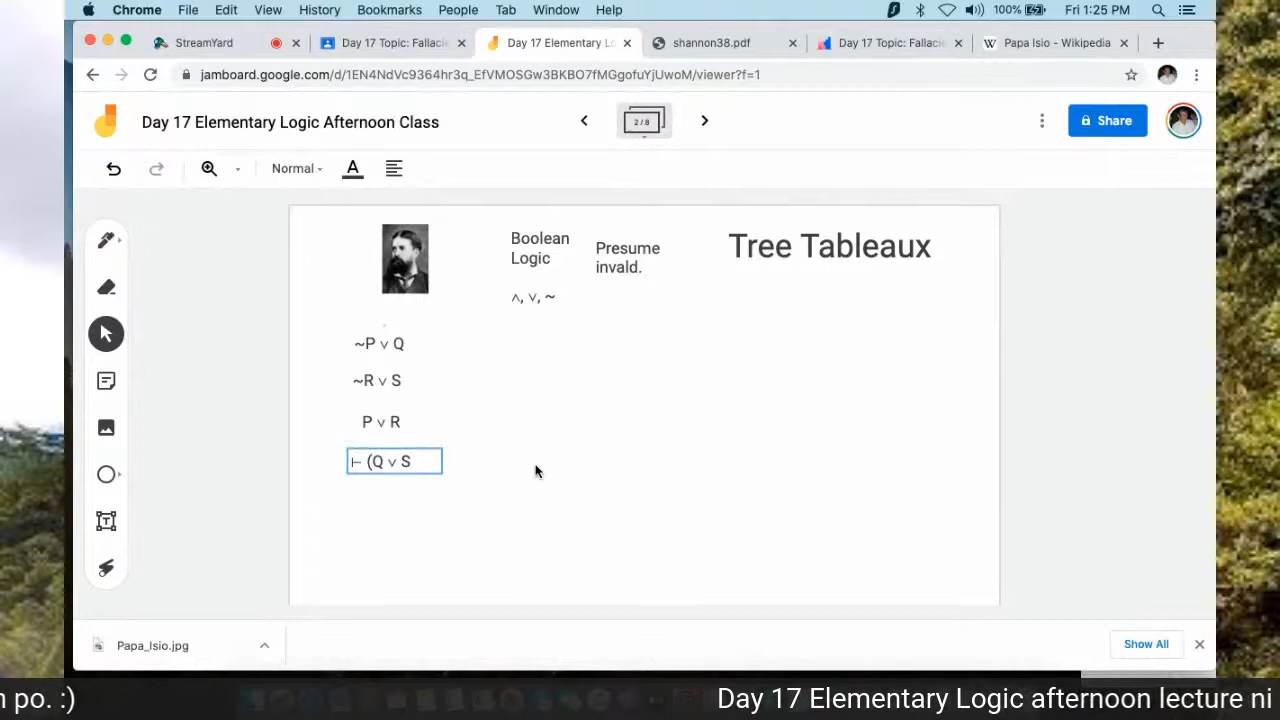 Chrome File Edit View History Bookmarks People Tab Window Help 100% Fri 1:25 PM
StreamYard Day 17 Topic: Fallacie Day 17 Elementary Lo shannon38.pdf Day 17 Topic: Fallacie Papa Isio - Wikipedia
jamboard.google.com/d/1EN4NdVc9364hr3q_EfVMOSGw3BKBO7fMGgofuYjUwoM/viewer?f=1
Day 17 Elementary Logic Afternoon Class
2 / 8
Share
Normal A
Boolean
Logic
Presume
invald.
Tree Tableaux
∧, ∨, ~
~P ∨ Q
~R ∨ S
P ∨ R
⊢ (Q ∨ S
Papa_Isio.jpg
Show All
n po. :) Day 17 Elementary Logic afternoon lecture ni